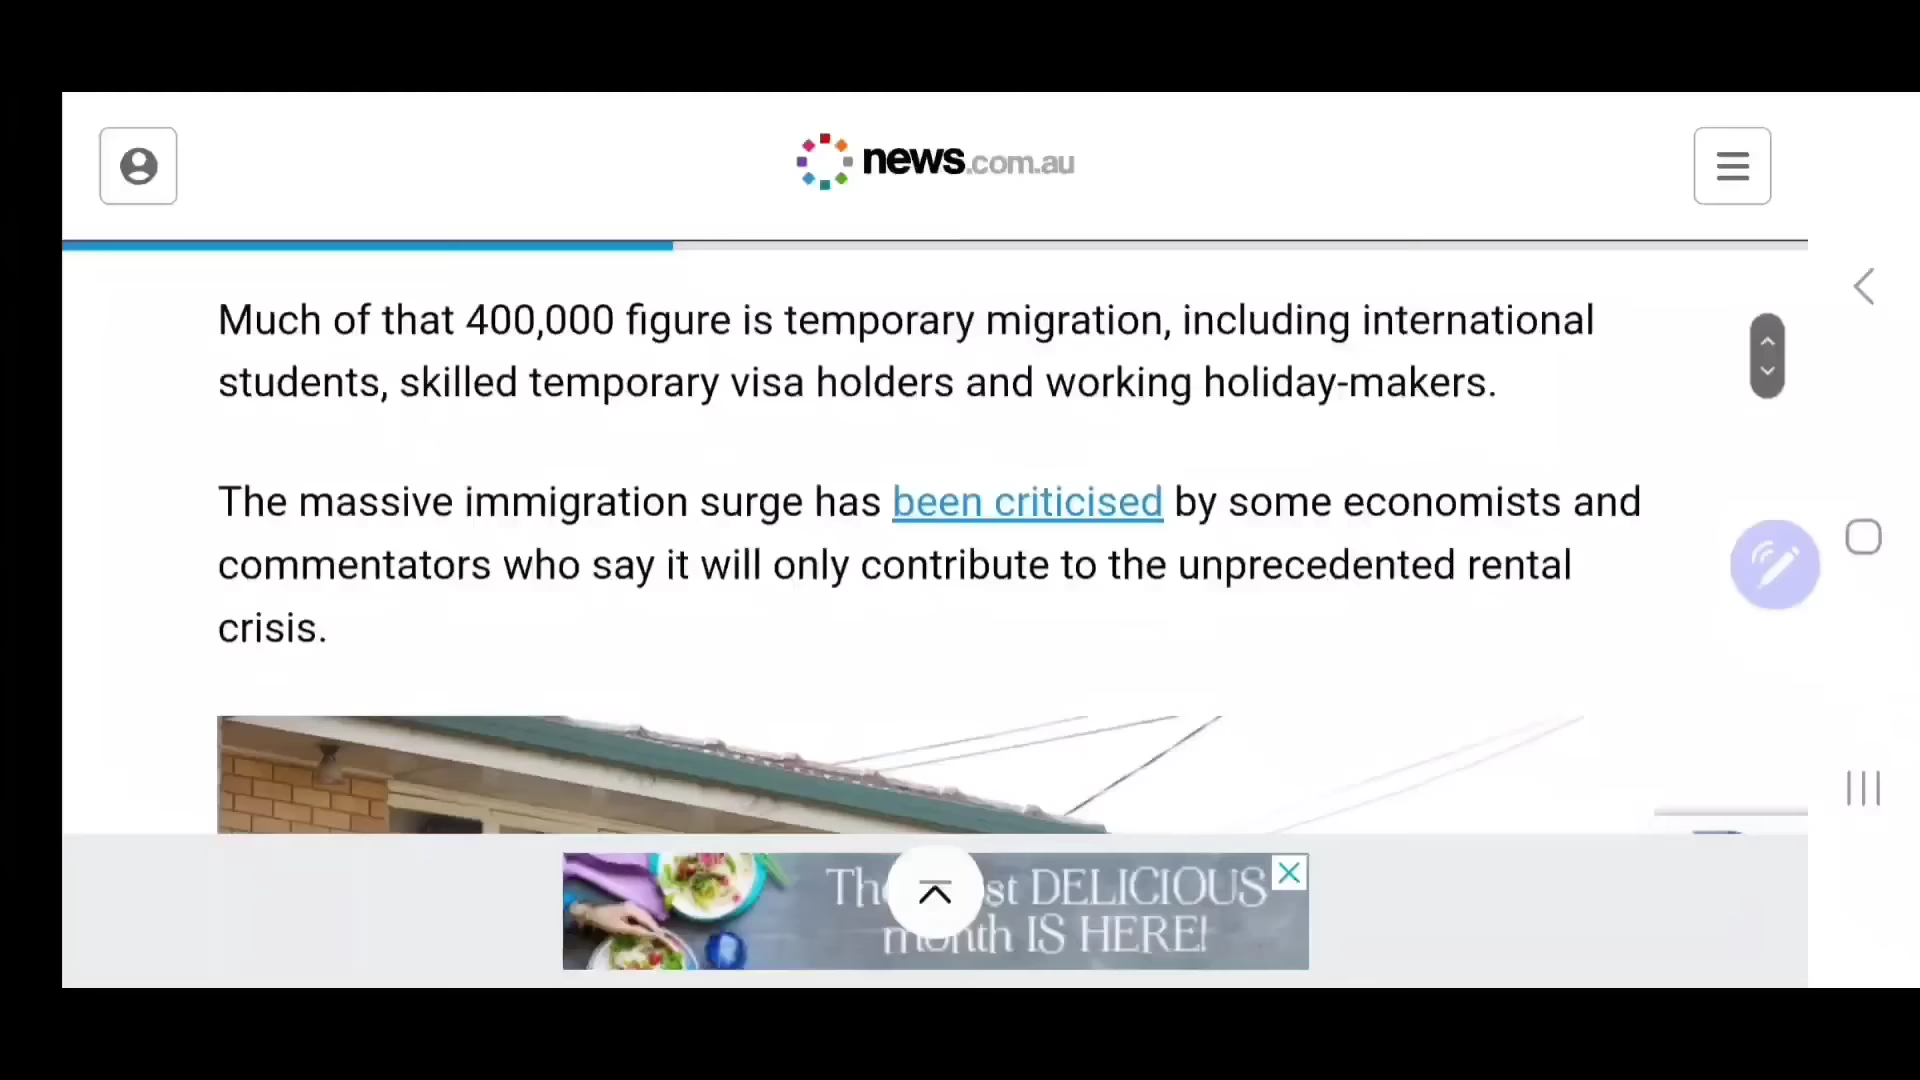 news.com.au
Much of that 400,000 figure is temporary migration, including international
students, skilled temporary visa holders and working holiday-makers.
The massive immigration surge has been criticised by some economists and
commentators who say it will only contribute to the unprecedented rental
crisis.
DELICIOUS
IS HERE!